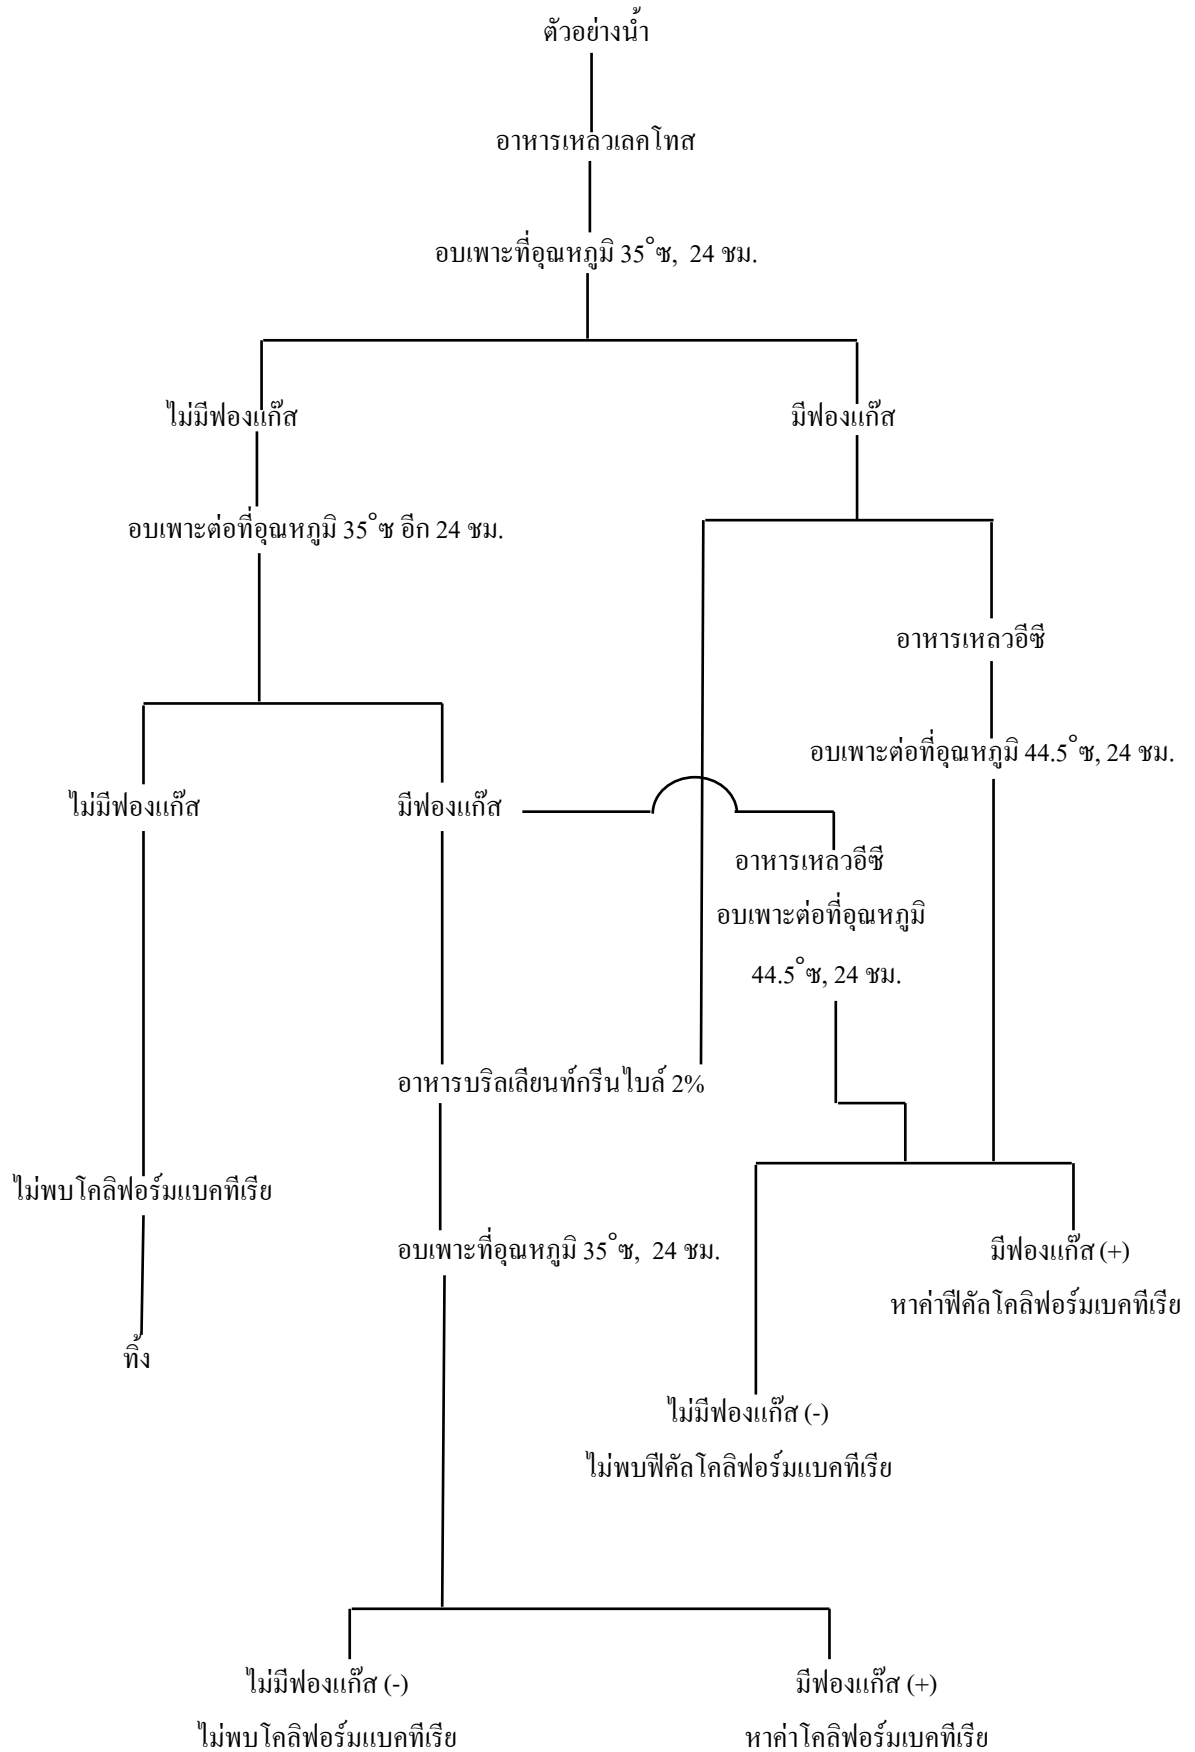 ตัวอย่างน้ำ
อาหารเหลวเลคโทส
อบเพาะที่อุณหภูมิ 35°ซ, 24 ชม.
ไม่มีฟองแก๊ส
มีฟองแก๊ส
อบเพาะต่อที่อุณหภูมิ 35°ซ อีก 24 ชม.
อาหารเหลวอีซี
อบเพาะต่อที่อุณหภูมิ 44.5°ซ, 24 ชม.
ไม่มีฟองแก๊ส
มีฟองแก๊ส
อาหารเหลวอีซี
อบเพาะต่อที่อุณหภูมิ
44.5°ซ, 24 ชม.
อาหารบริลเลียนท์กรีนไบล์ 2%
ไม่พบโคลิฟอร์มแบคทีเรีย
อบเพาะที่อุณหภูมิ 35°ซ, 24 ชม.
มีฟองแก๊ส (+)
หาค่าฟีคัลโคลิฟอร์มเบคทีเรีย
ทิ้ง
ไม่มีฟองแก๊ส (-)
ไม่พบฟีคัลโคลิฟอร์มแบคทีเรีย
ไม่มีฟองแก๊ส (-)
มีฟองแก๊ส (+)
ไม่พบโคลิฟอร์มแบคทีเรีย
หาค่าโคลิฟอร์มเบคทีเรีย